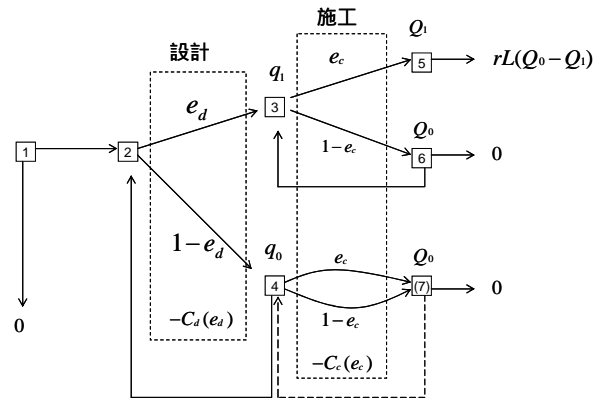 施工
設計
Q₁
e_c
5
rL(Q₀−Q₁)
q₁
e_d
3
1−e_c
Q₀
6
0
1
2
1−e_d
q₀
e_c
Q₀
4
(7)
0
1−e_c
0
−C_d(e_d)
−C_c(e_c)